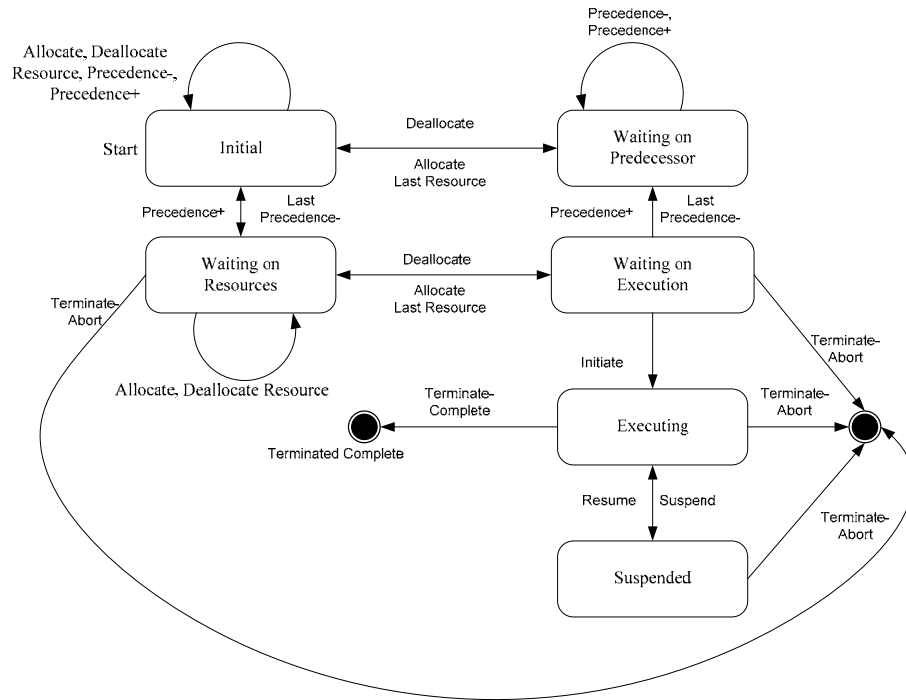 Precedence-,
Precedence+
Allocate, Deallocate
Resource, Precedence-,
Precedence+
Start
Initial
Deallocate
Allocate
Last Resource
Waiting on
Predecessor
Precedence+
Last
Precedence-
Precedence+
Last
Precedence-
Waiting on
Resources
Deallocate
Allocate
Last Resource
Waiting on
Execution
Terminate-
Abort
Terminate-
Abort
Allocate, Deallocate Resource
Initiate
Terminate-
Complete
Executing
Terminate-
Abort
Terminated Complete
Resume
Suspend
Terminate-
Abort
Suspended